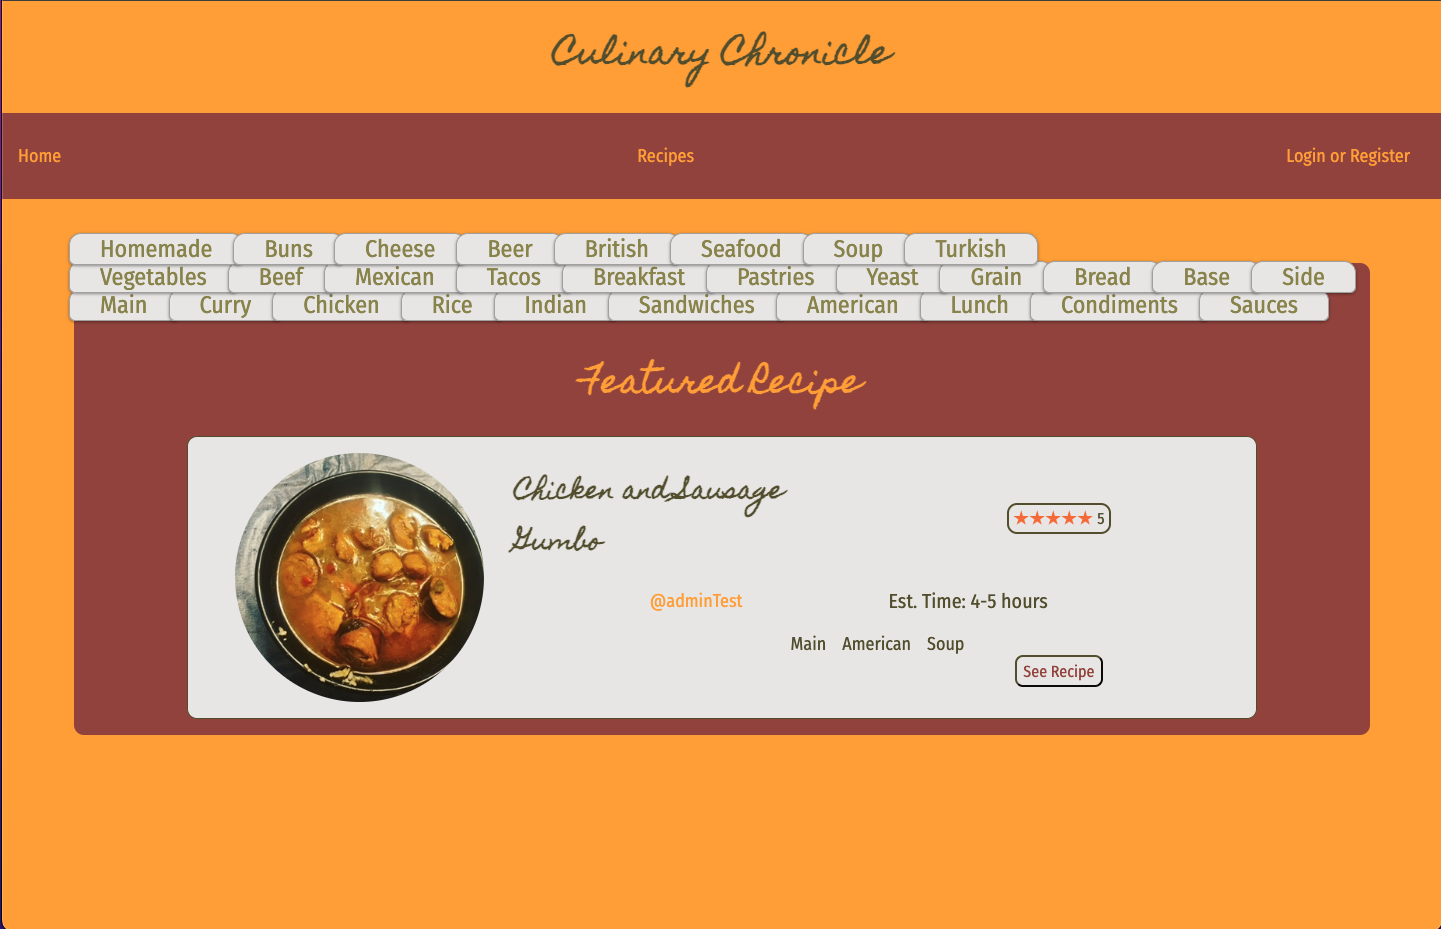 Culinary Chronicle
Home Recipes Login or Register
Homemade Buns Cheese Beer British Seafood Soup Turkish
Vegetables Beef Mexican Tacos Breakfast Pastries Yeast Grain Bread Base Side
Main Curry Chicken Rice Indian Sandwiches American Lunch Condiments Sauces
Featured Recipe
Chicken and Sausage
Gumbo
★★★★★ 5
@adminTest Est. Time: 4-5 hours
Main American Soup
See Recipe